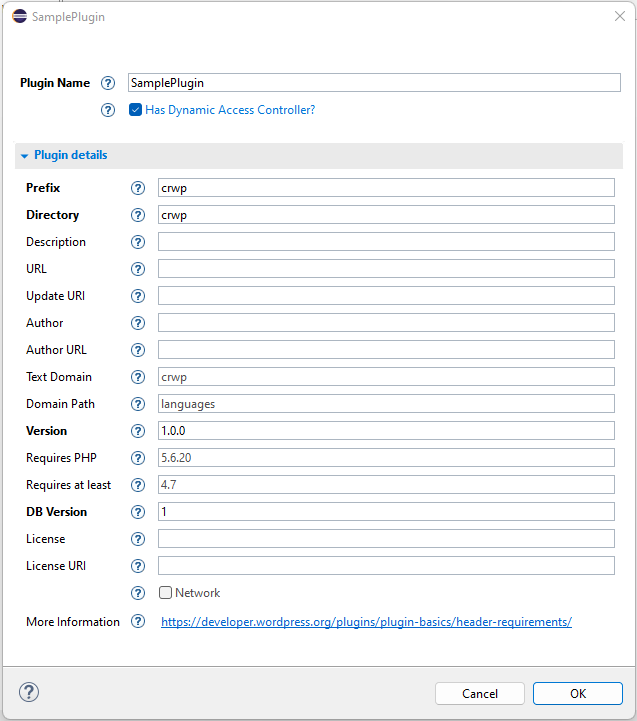 SamplePlugin
Plugin Name SamplePlugin
Has Dynamic Access Controller?
Plugin details
Prefix crwp
Directory crwp
Description
URL
Update URI
Author
Author URL
Text Domain crwp
Domain Path languages
Version 1.0.0
Requires PHP 5.6.20
Requires at least 4.7
DB Version 1
License
License URI
Network
More Information https://developer.wordpress.org/plugins/plugin-basics/header-requirements/
Cancel OK